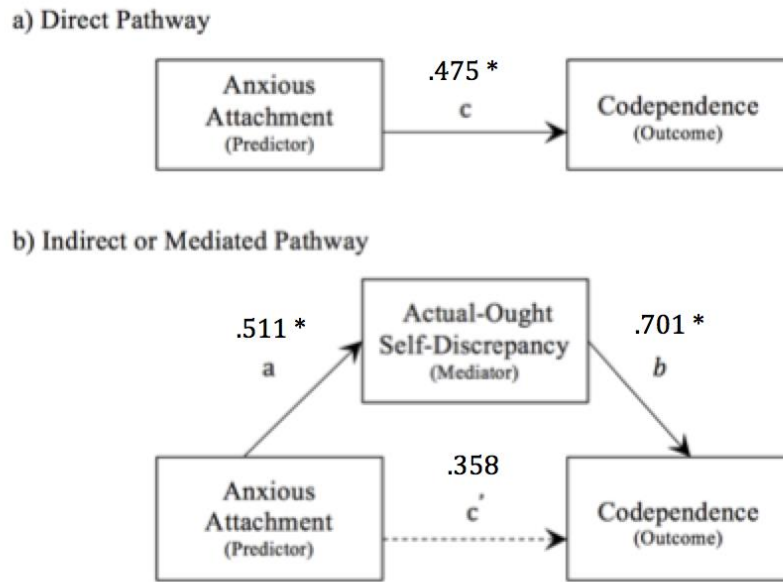 a) Direct Pathway
.475 *
Anxious
Attachment
(Predictor)
c
Codependence
(Outcome)
b) Indirect or Mediated Pathway
.511 *
a
Actual-Ought
Self-Discrepancy
(Mediator)
.701 *
b
Anxious
Attachment
(Predictor)
.358
c'
Codependence
(Outcome)